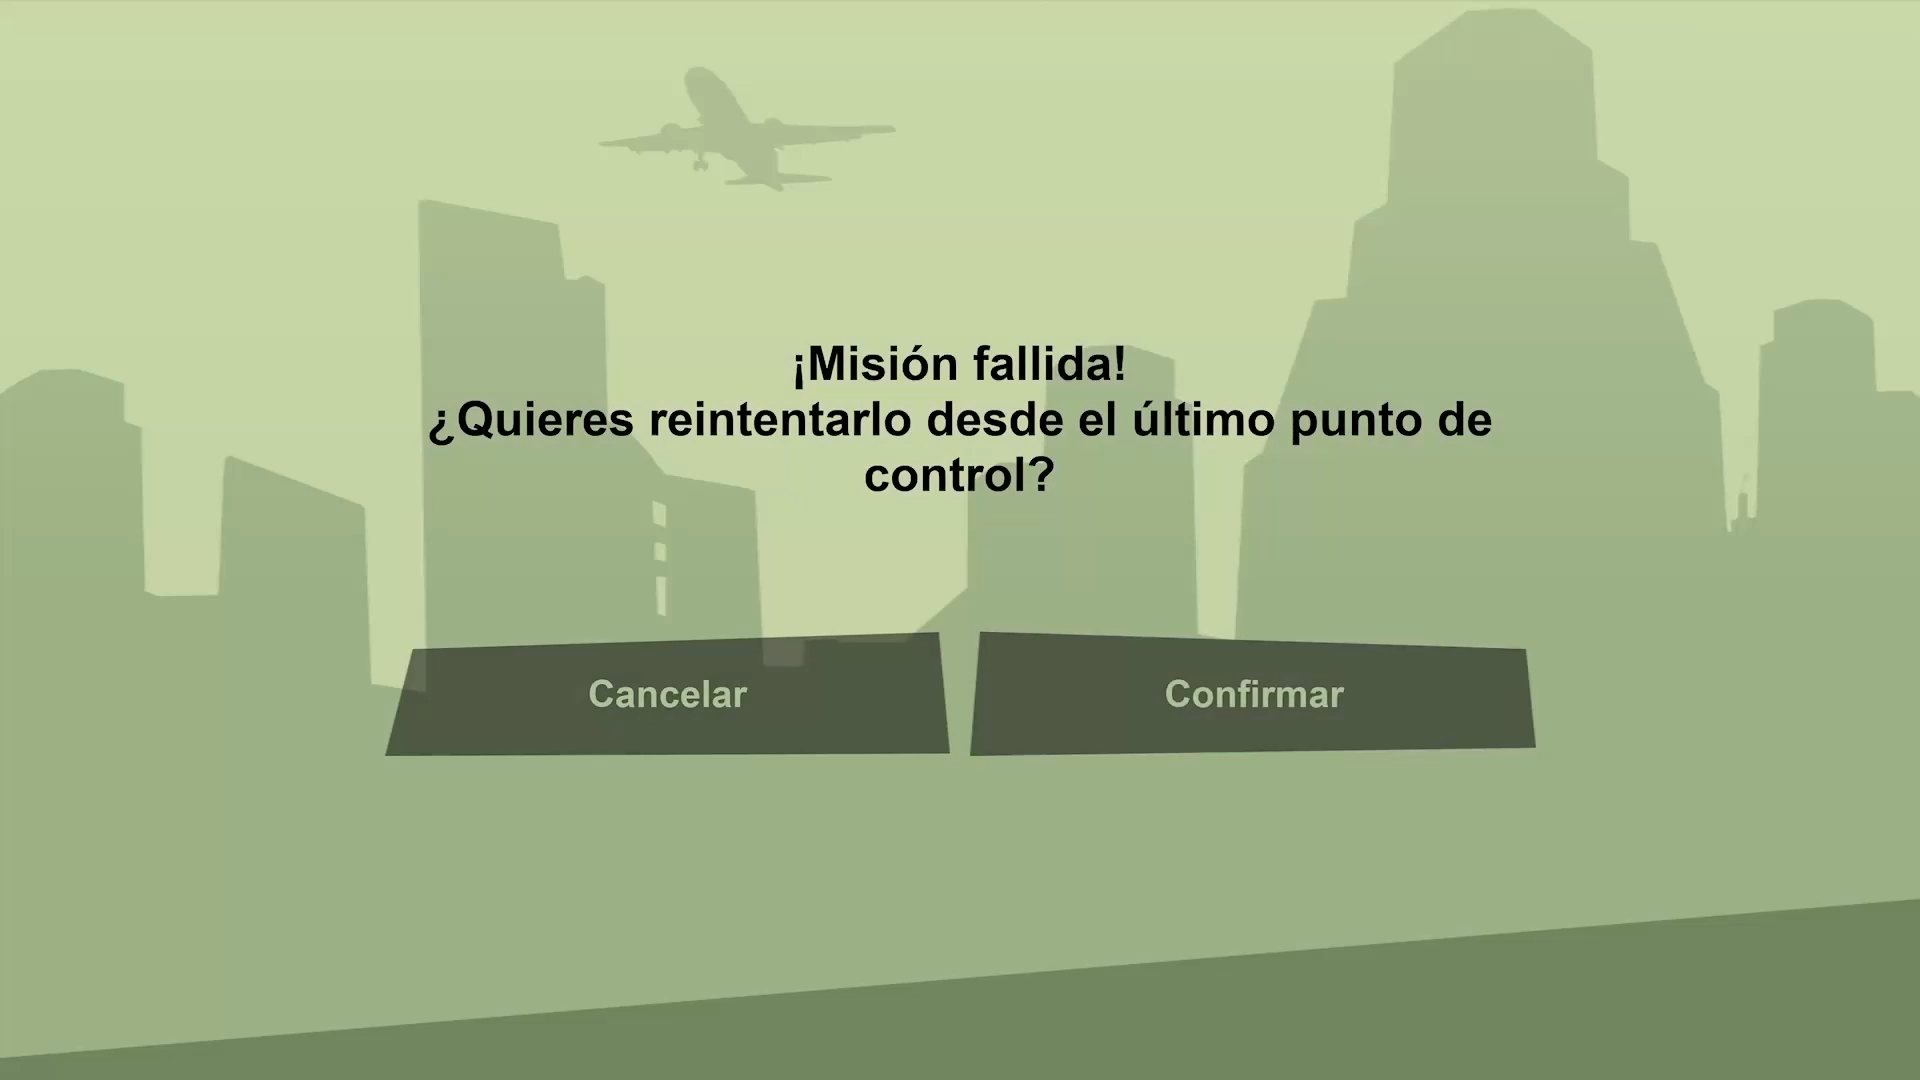 ¡Misión fallida!
¿Quieres reintentarlo desde el último punto de
control?
Cancelar
Confirmar